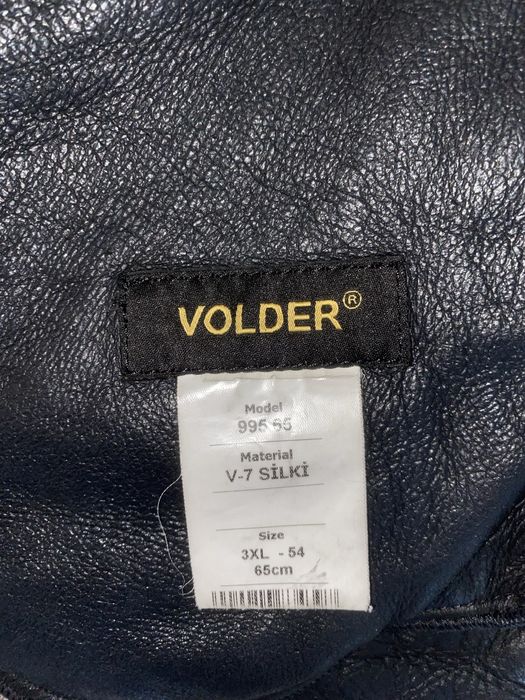 VOLDER®
Model
995 65
Material
V-7 SİLKİ
Size
3XL - 54
65cm